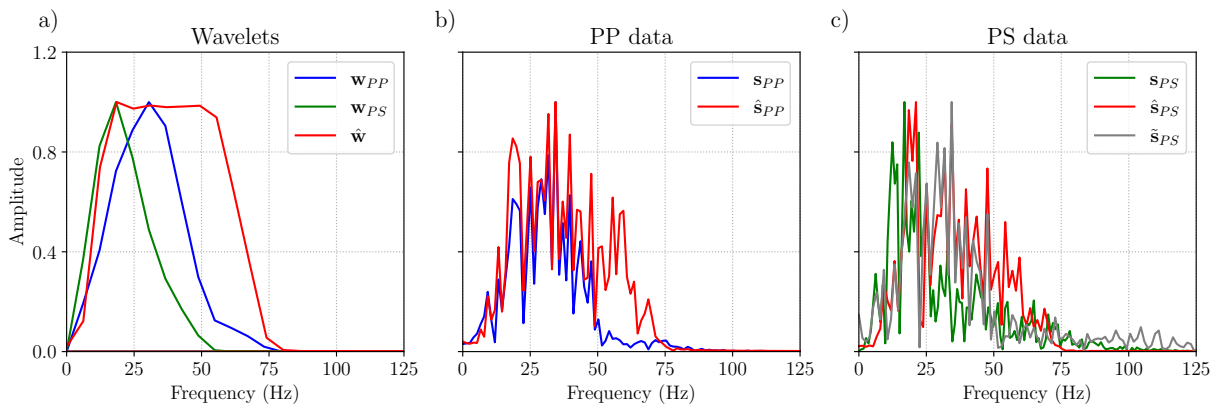 a)
Wavelets
Amplitude
1.2
0.8
0.4
0.0
0 25 50 75 100 125
Frequency (Hz)
w_PP
w_PS
ŵ
b)
PP data
0 25 50 75 100 125
Frequency (Hz)
s_PP
ŝ_PP
c)
PS data
0 25 50 75 100 125
Frequency (Hz)
s_PS
ŝ_PS
s̃_PS